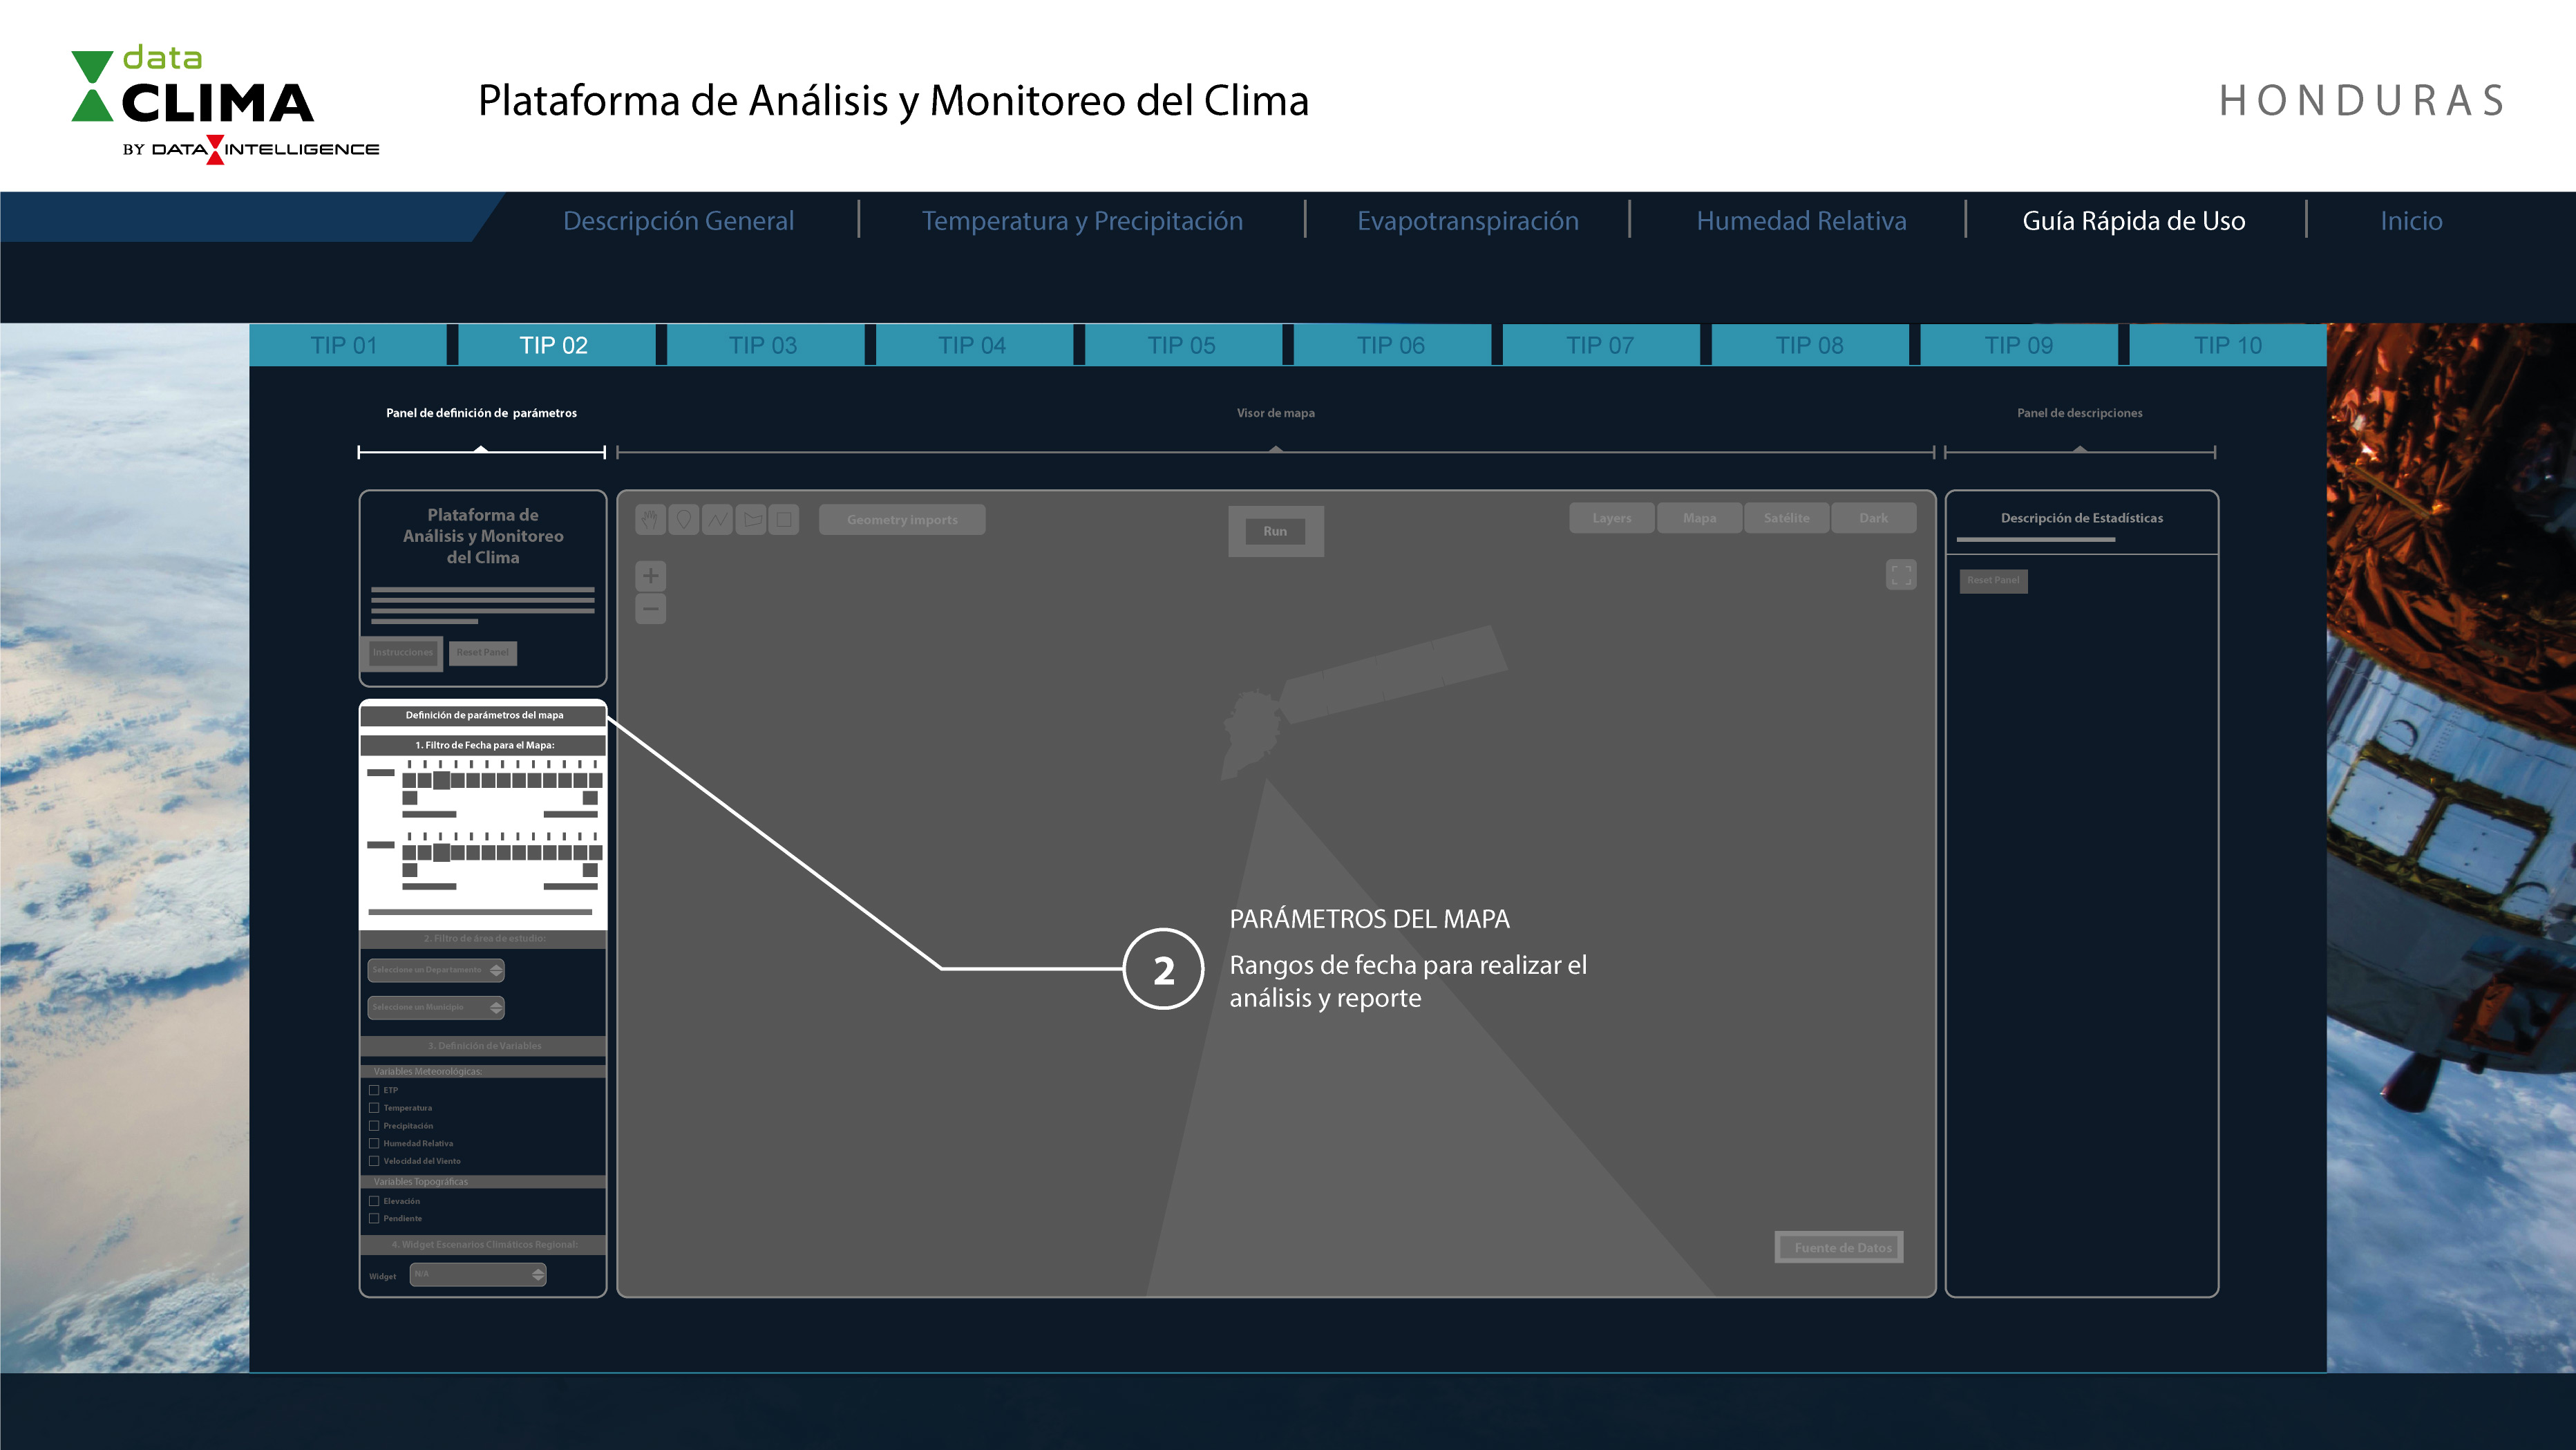 data
CLIMA
BY DATA INTELLIGENCE
Plataforma de Análisis y Monitoreo del Clima
HONDURAS
Descripción General
Temperatura y Precipitación
Evapotranspiración
Humedad Relativa
Guía Rápida de Uso
Inicio
TIP 01
TIP 02
TIP 03
TIP 04
TIP 05
TIP 06
TIP 07
TIP 08
TIP 09
TIP 10
Panel de definición de parámetros
Visor de mapa
Panel de descripciones
Plataforma de
Análisis y Monitoreo
del Clima
Instrucciones
Reset Panel
Definición de parámetros del mapa
1. Filtro de Fecha para el Mapa:
2. Filtro de área de estudio:
Seleccione un Departamento
Seleccione un Municipio
3. Definición de Variables
Variables Meteorológicas:
ETP
Temperatura
Precipitación
Humedad Relativa
Velocidad del Viento
Variables Topográficas
Elevación
Pendiente
4. Widget Escenarios Climáticos Regional:
Widget
N/A
Geometry imports
Run
Layers
Mapa
Satélite
Dark
2
PARÁMETROS DEL MAPA
Rangos de fecha para realizar el
análisis y reporte
Fuente de Datos
Descripción de Estadísticas
Reset Panel